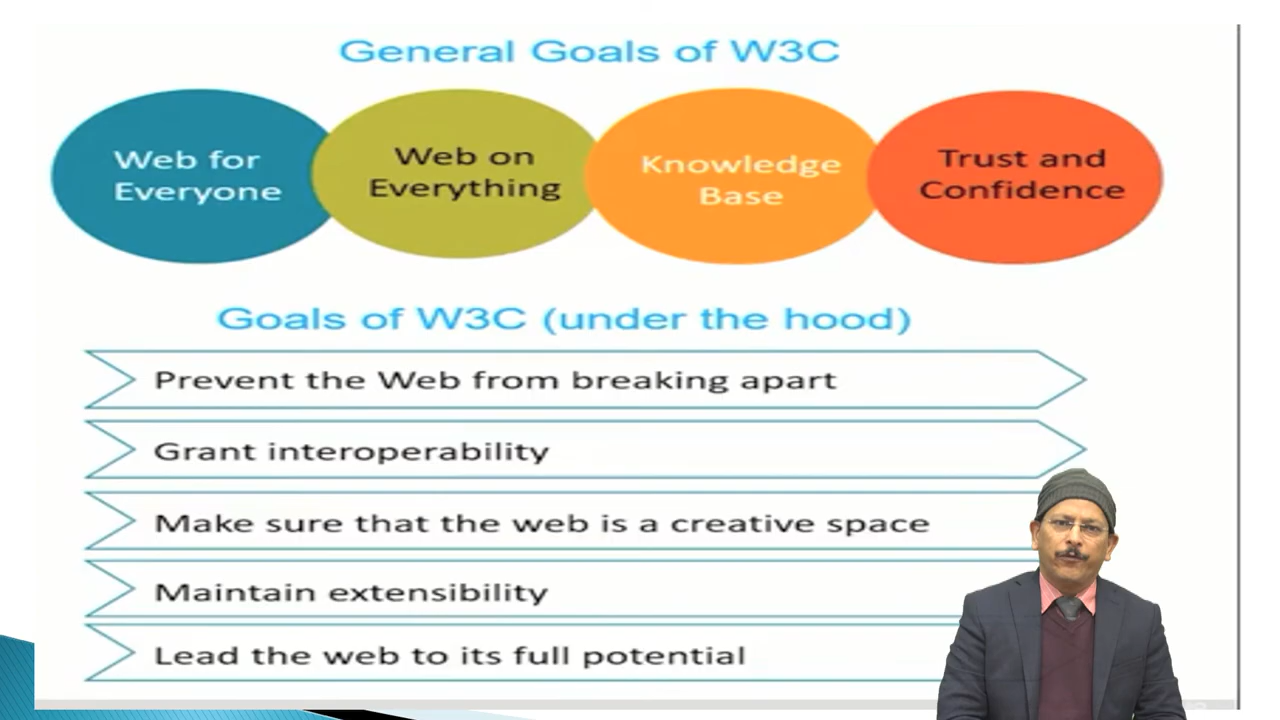 General Goals of W3C
Web for
Everyone
Web on
Everything
Knowledge
Base
Trust and
Confidence
Goals of W3C (under the hood)
Prevent the Web from breaking apart
Grant interoperability
Make sure that the web is a creative space
Maintain extensibility
Lead the web to its full potential